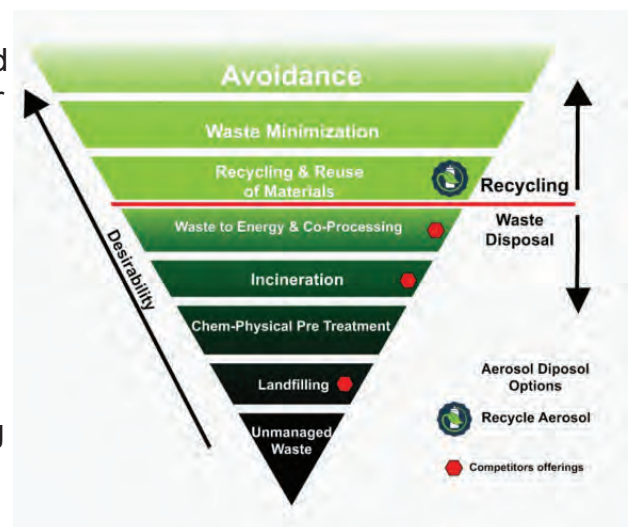 Avoidance
Waste Minimization
Recycling & Reuse
of Materials
Recycling
Waste to Energy & Co-Processing
Waste
Disposal
Desirability
Incineration
Chem-Physical Pre Treatment
Landfilling
Unmanaged
Waste
Aerosol Diposol
Options
Recycle Aerosol
Competitors offerings